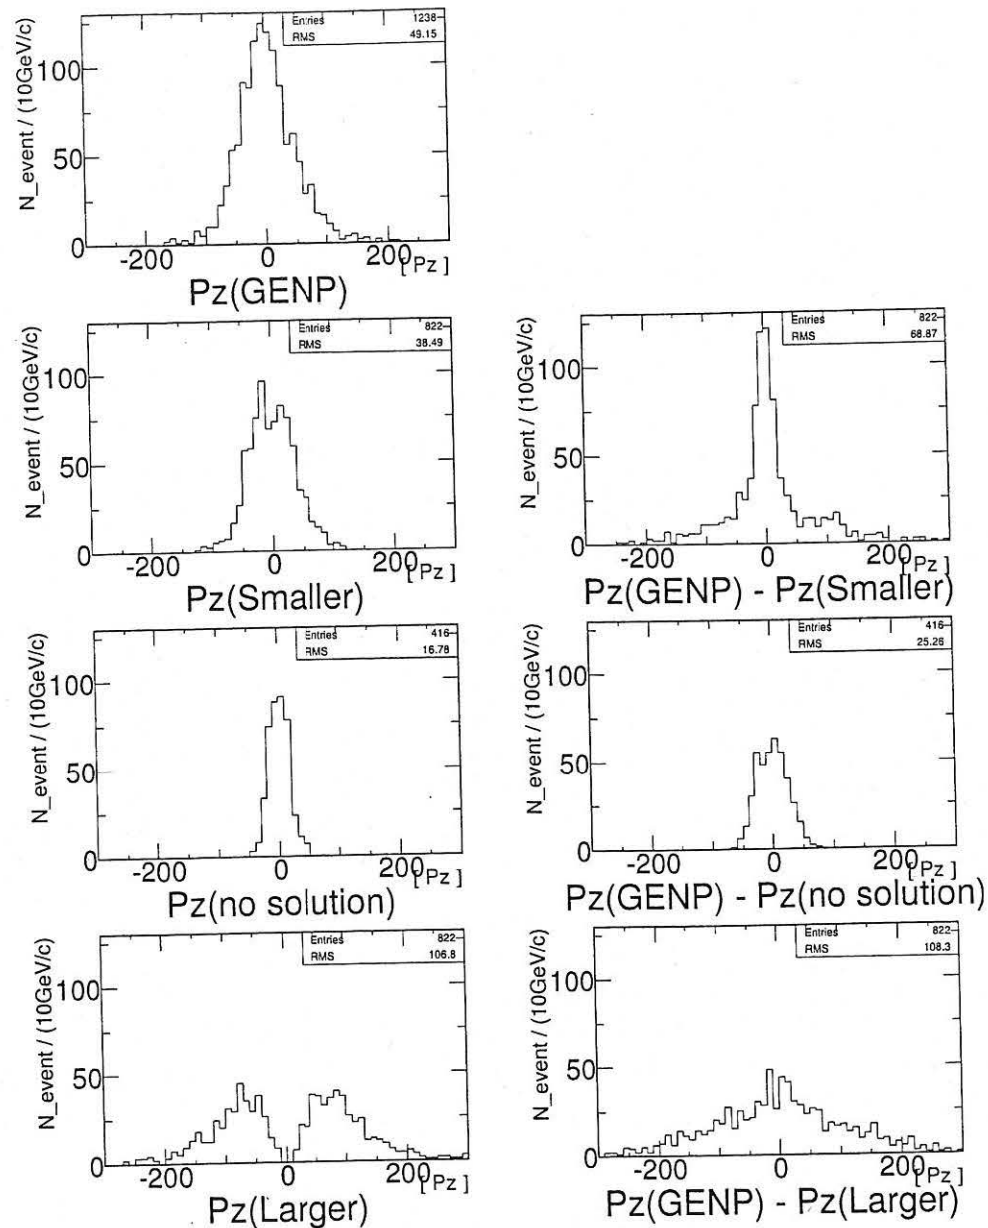 Entries 1238
RMS 49.15
N_event / (10GeV/c)
100
50
0
-200 0 200
[ Pz ]
Pz(GENP)
Entries 822
RMS 38.49
N_event / (10GeV/c)
100
50
0
-200 0 200
[ Pz ]
Pz(Smaller)
Entries 822
RMS 68.87
N_event / (10GeV/c)
100
50
0
-200 0 200
[ Pz ]
Pz(GENP) - Pz(Smaller)
Entries 416
RMS 16.78
N_event / (10GeV/c)
100
50
0
-200 0 200
[ Pz ]
Pz(no solution)
Entries 416
RMS 25.26
N_event / (10GeV/c)
100
50
0
-200 0 200
[ Pz ]
Pz(GENP) - Pz(no solution)
Entries 822
RMS 106.8
N_event / (10GeV/c)
100
50
0
-200 0 200
[ Pz ]
Pz(Larger)
Entries 822
RMS 108.3
N_event / (10GeV/c)
100
50
0
-200 0 200
[ Pz ]
Pz(GENP) - Pz(Larger)